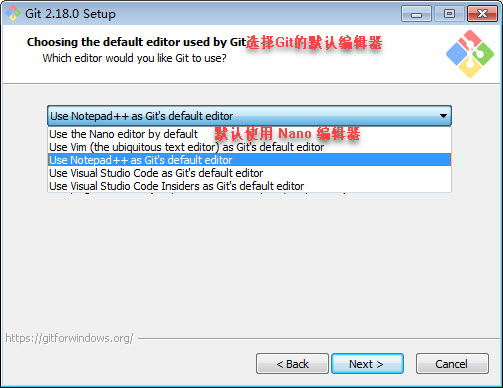 Git 2.18.0 Setup
Choosing the default editor used by Git选择Git的默认编辑器
Which editor would you like Git to use?
Use Notepad++ as Git's default editor
Use the Nano editor by default 默认使用 Nano 编辑器
Use Vim (the ubiquitous text editor) as Git's default editor
Use Notepad++ as Git's default editor
Use Visual Studio Code as Git's default editor
Use Visual Studio Code Insiders as Git's default editor
https://gitforwindows.org/
< Back Next > Cancel